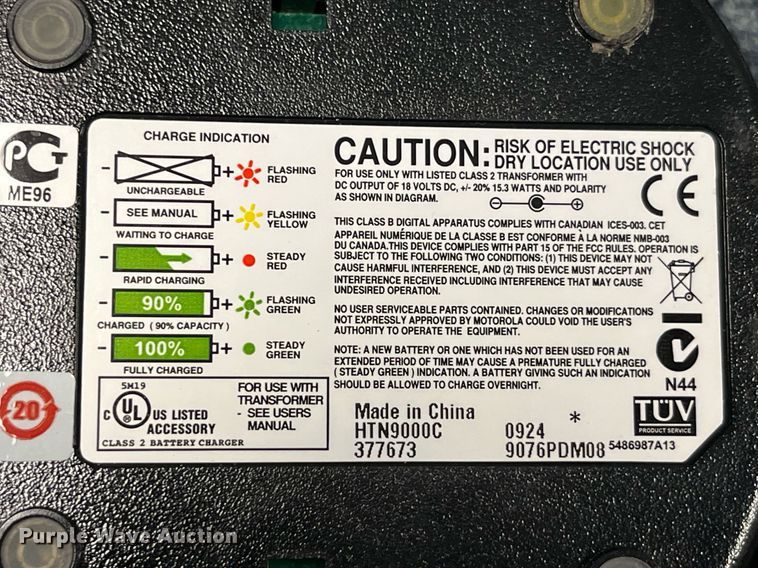 PCT
ME96
20
CHARGE INDICATION
- + FLASHING
RED
UNCHARGEABLE
- SEE MANUAL + FLASHING
YELLOW
WAITING TO CHARGE
- + STEADY
RED
RAPID CHARGING
- 90% + FLASHING
GREEN
CHARGED ( 90% CAPACITY )
- 100% + STEADY
GREEN
FULLY CHARGED
5M19
C UL US LISTED
ACCESSORY
CLASS 2 BATTERY CHARGER
FOR USE WITH
TRANSFORMER
- SEE USERS
MANUAL
CAUTION: RISK OF ELECTRIC SHOCK
DRY LOCATION USE ONLY
FOR USE ONLY WITH LISTED CLASS 2 TRANSFORMER WITH
DC OUTPUT OF 18 VOLTS DC, +/- 20% 15.3 WATTS AND POLARITY
AS SHOWN IN DIAGRAM.
- +
CE
THIS CLASS B DIGITAL APPARATUS COMPLIES WITH CANADIAN ICES-003. CET
APPAREIL NUMÉRIQUE DE LA CLASSE B EST CONFORME À LA NORME NMB-003
DU CANADA.THIS DEVICE COMPLIES WITH PART 15 OF THE FCC RULES. OPERATION IS
SUBJECT TO THE FOLLOWING TWO CONDITIONS: (1) THIS DEVICE MAY NOT
CAUSE HARMFUL INTERFERENCE, AND (2) THIS DEVICE MUST ACCEPT ANY
INTERFERENCE RECEIVED INCLUDING INTERFERENCE THAT MAY CAUSE
UNDESIRED OPERATION.
NO USER SERVICEABLE PARTS CONTAINED. CHANGES OR MODIFICATIONS
NOT EXPRESSLY APPROVED BY MOTOROLA COULD VOID THE USER'S
AUTHORITY TO OPERATE THE EQUIPMENT.
NOTE: A NEW BATTERY OR ONE WHICH HAS NOT BEEN USED FOR AN
EXTENDED PERIOD OF TIME MAY CAUSE A PREMATURE FULLY CHARGED
( STEADY GREEN ) INDICATION. A BATTERY GIVING SUCH AN INDICATION
SHOULD BE ALLOWED TO CHARGE OVERNIGHT.
N44
TÜV
PRODUCT SERVICE
Made in China *
HTN9000C 0924
377673 9076PDM08 5486987A13
Purple Wave Auction